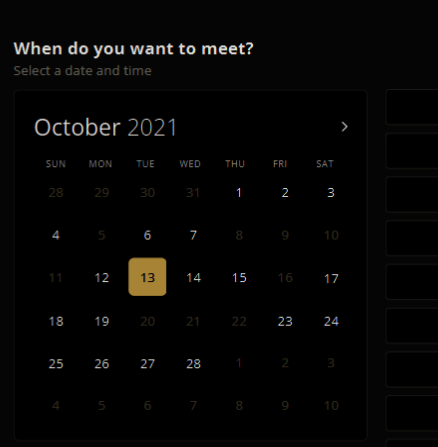 When do you want to meet?
Select a date and time
October 2021
SUN MON TUE WED THU FRI SAT
28 29 30 31 1 2 3
4 5 6 7 8 9 10
11 12 13 14 15 16 17
18 19 20 21 22 23 24
25 26 27 28 1 2 3
4 5 6 7 8 9 10